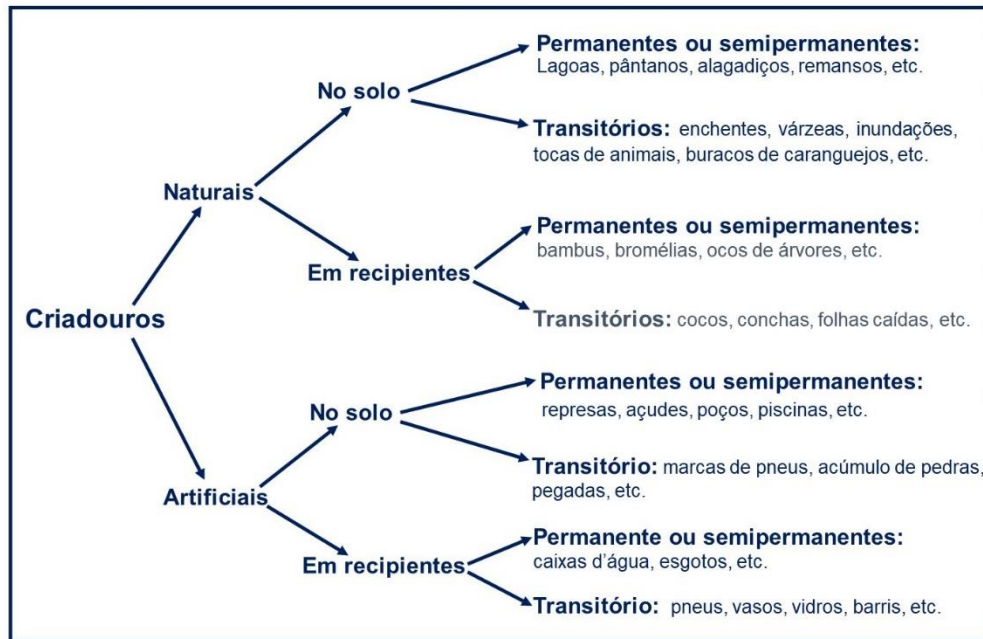 Permanentes ou semipermanentes:
Lagoas, pântanos, alagadiços, remansos, etc.
No solo
Transitórios: enchentes, várzeas, inundações,
tocas de animais, buracos de caranguejos, etc.
Naturais
Permanentes ou semipermanentes:
bambus, bromélias, ocos de árvores, etc.
Em recipientes
Transitórios: cocos, conchas, folhas caídas, etc.
Criadouros
Permanentes ou semipermanentes:
represas, açudes, poços, piscinas, etc.
No solo
Transitório: marcas de pneus, acúmulo de pedras,
pegadas, etc.
Artificiais
Permanente ou semipermanentes:
caixas d’água, esgotos, etc.
Em recipientes
Transitório: pneus, vasos, vidros, barris, etc.